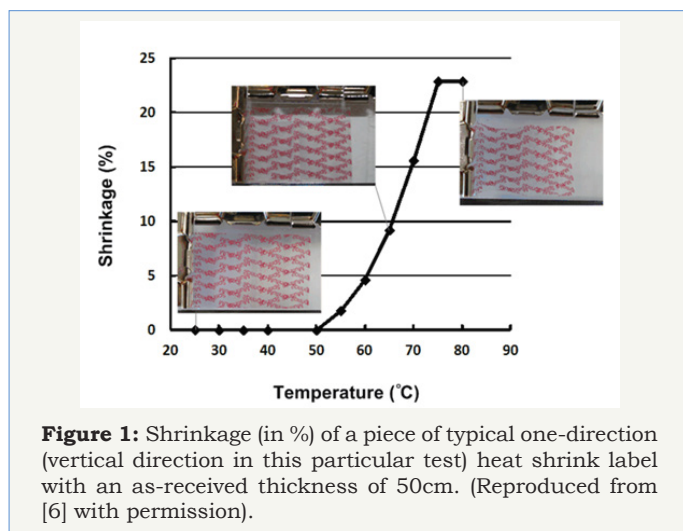 25
20
15
10
5
0
Shrinkage (%)
20 30 40 50 60 70 80 90
Temperature (°C)
Figure 1: Shrinkage (in %) of a piece of typical one-direction
(vertical direction in this particular test) heat shrink label
with an as-received thickness of 50cm. (Reproduced from
[6] with permission).